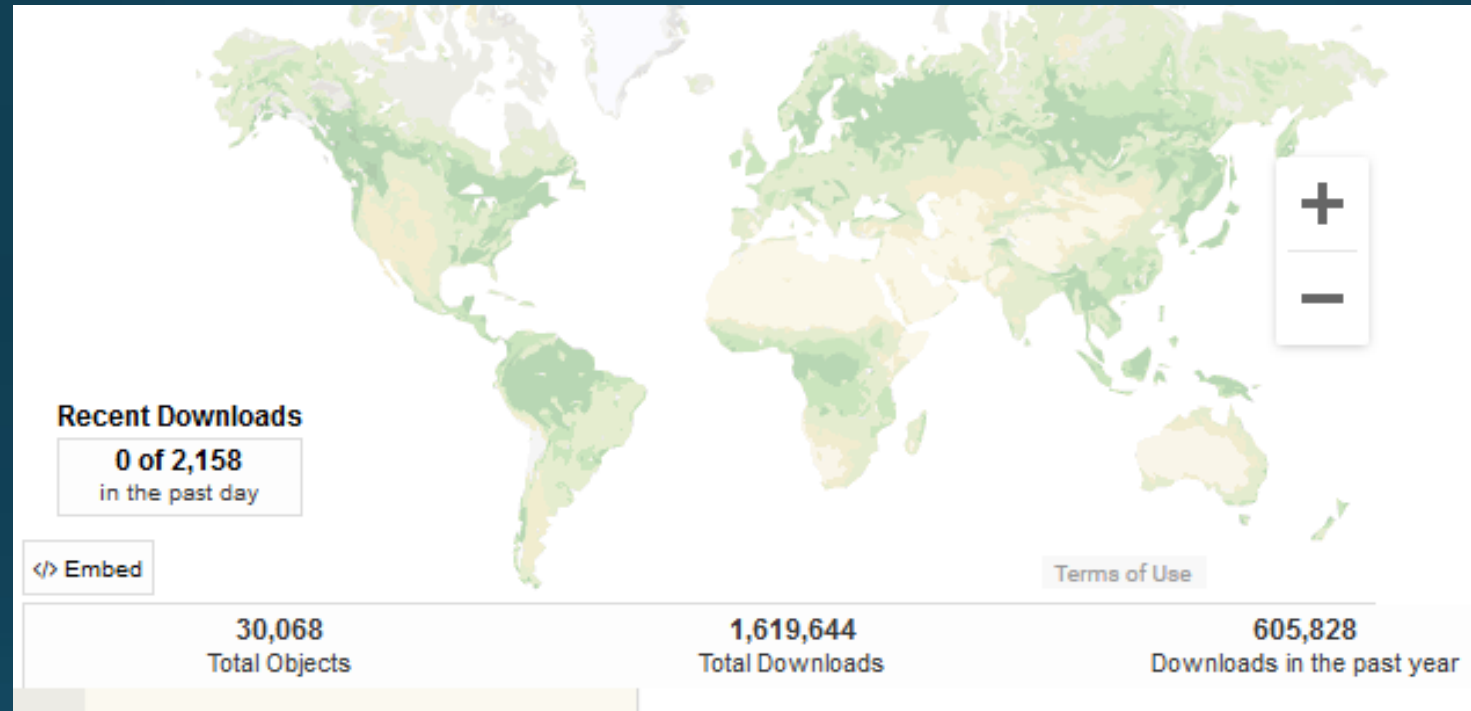 Recent Downloads
0 of 2,158
in the past day
</> Embed
Terms of Use
30,068
Total Objects
1,619,644
Total Downloads
605,828
Downloads in the past year